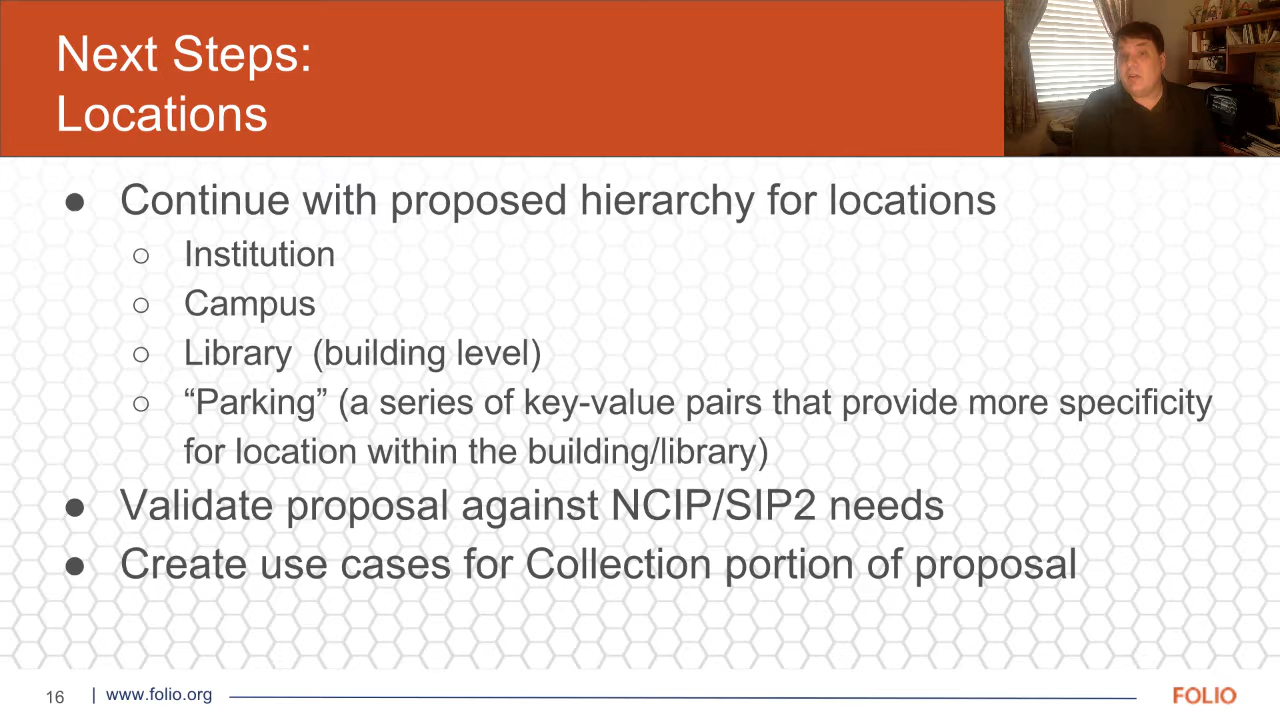 Next Steps:
Locations
● Continue with proposed hierarchy for locations
○ Institution
○ Campus
○ Library (building level)
○ “Parking” (a series of key-value pairs that provide more specificity
for location within the building/library)
● Validate proposal against NCIP/SIP2 needs
● Create use cases for Collection portion of proposal
16 | www.folio.org
FOLIO